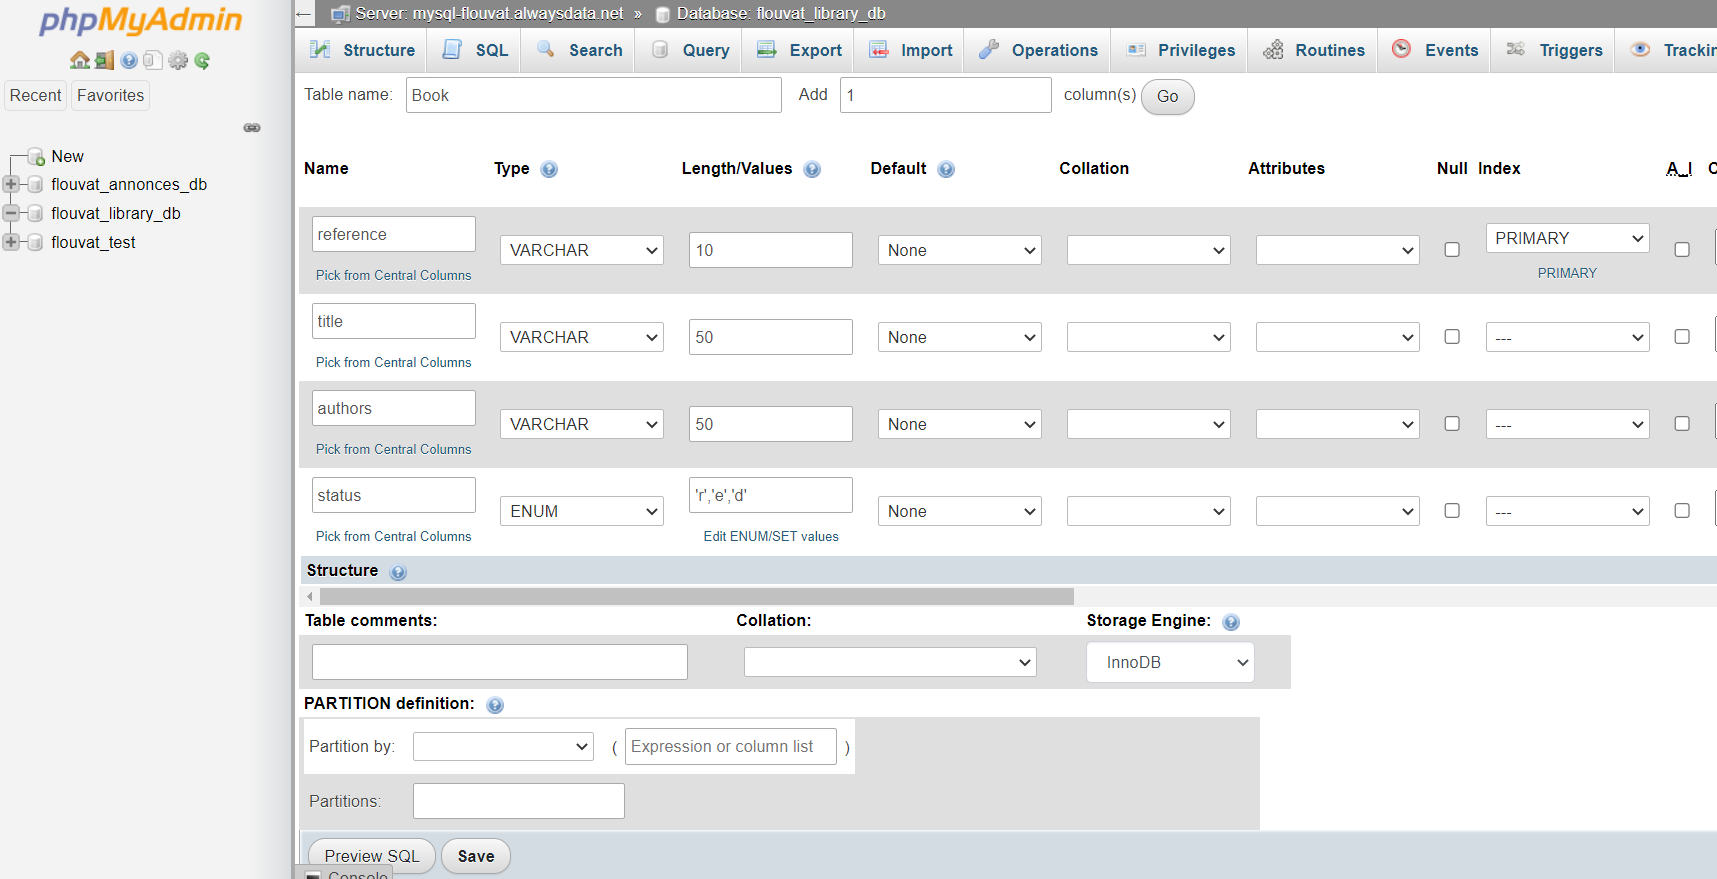 phpMyAdmin
Recent
Favorites
New
flouvat_annonces_db
flouvat_library_db
flouvat_test
Server: mysql-flouvat.alwaysdata.net » Database: flouvat_library_db
Structure SQL Search Query Export Import Operations Privileges Routines Events Triggers
Table name: Book Add 1 column(s) Go
Name Type Length/Values Default Collation Attributes Null Index A_I
reference VARCHAR 10 None PRIMARY
Pick from Central Columns PRIMARY
title VARCHAR 50 None ---
Pick from Central Columns
authors VARCHAR 50 None ---
Pick from Central Columns
status ENUM 'r','e','d' None ---
Pick from Central Columns Edit ENUM/SET values
Structure
Table comments: Collation: Storage Engine:
InnoDB
PARTITION definition:
Partition by: ( Expression or column list )
Partitions:
Preview SQL Save
Console